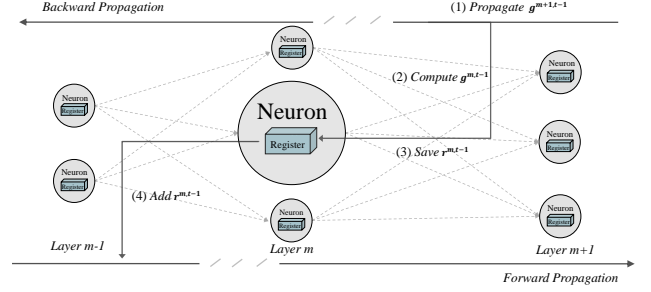 Backward Propagation
(1) Propagate g^{m+1,t-1}
Neuron
Register
Neuron
Register
(2) Compute g^{m,t-1}
Neuron
Register
Neuron
Register
Neuron
Register
(3) Save r^{m,t-1}
Neuron
Register
Neuron
Register
(4) Add r^{m,t-1}
Neuron
Register
Neuron
Register
Layer m-1
Layer m
Layer m+1
Forward Propagation